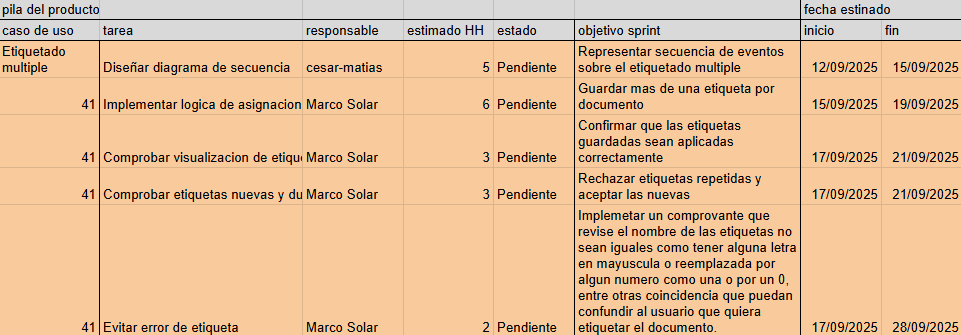 pila del producto fecha estinado
caso de uso tarea responsable estimado HH estado objetivo sprint inicio fin
Etiquetado
multiple Diseñar diagrama de secuencia cesar-matias 5 Pendiente Representar secuencia de eventos
sobre el etiquetado multiple 12/09/2025 15/09/2025
41 Implementar logica de asignacion Marco Solar 6 Pendiente Guardar mas de una etiqueta por
documento 15/09/2025 19/09/2025
41 Comprobar visualizacion de etique Marco Solar 3 Pendiente Confirmar que las etiquetas
guardadas sean aplicadas
correctamente 17/09/2025 21/09/2025
41 Comprobar etiquetas nuevas y du Marco Solar 3 Pendiente Rechazar etiquetas repetidas y
aceptar las nuevas 17/09/2025 21/09/2025
41 Evitar error de etiqueta Marco Solar 2 Pendiente Implemetar un comprovante que
revise el nombre de las etiquetas no
sean iguales como tener alguna letra
en mayuscula o reemplazada por
algun numero como una o por un 0,
entre otras coincidencia que puedan
confundir al usuario que quiera
etiquetar el documento. 17/09/2025 28/09/2025